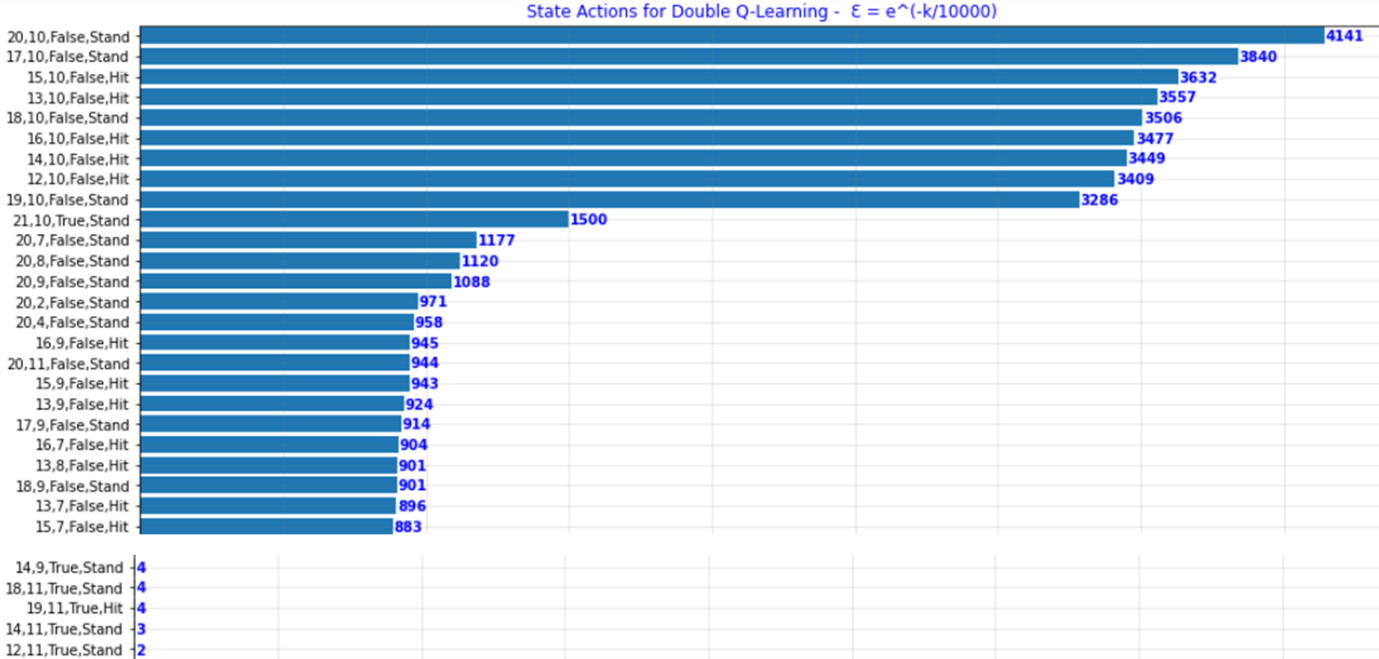 State Actions for Double Q-Learning - Ɛ = e^(-k/10000)
20,10,False,Stand 4141
17,10,False,Stand 3840
15,10,False,Hit 3632
13,10,False,Hit 3557
18,10,False,Stand 3506
16,10,False,Hit 3477
14,10,False,Hit 3449
12,10,False,Hit 3409
19,10,False,Stand 3286
21,10,True,Stand 1500
20,7,False,Stand 1177
20,8,False,Stand 1120
20,9,False,Stand 1088
20,2,False,Stand 971
20,4,False,Stand 958
16,9,False,Hit 945
20,11,False,Stand 944
15,9,False,Hit 943
13,9,False,Hit 924
17,9,False,Stand 914
16,7,False,Hit 904
13,8,False,Hit 901
18,9,False,Stand 901
13,7,False,Hit 896
15,7,False,Hit 883
14,9,True,Stand 4
18,11,True,Stand 4
19,11,True,Hit 4
14,11,True,Stand 3
12,11,True,Stand 2